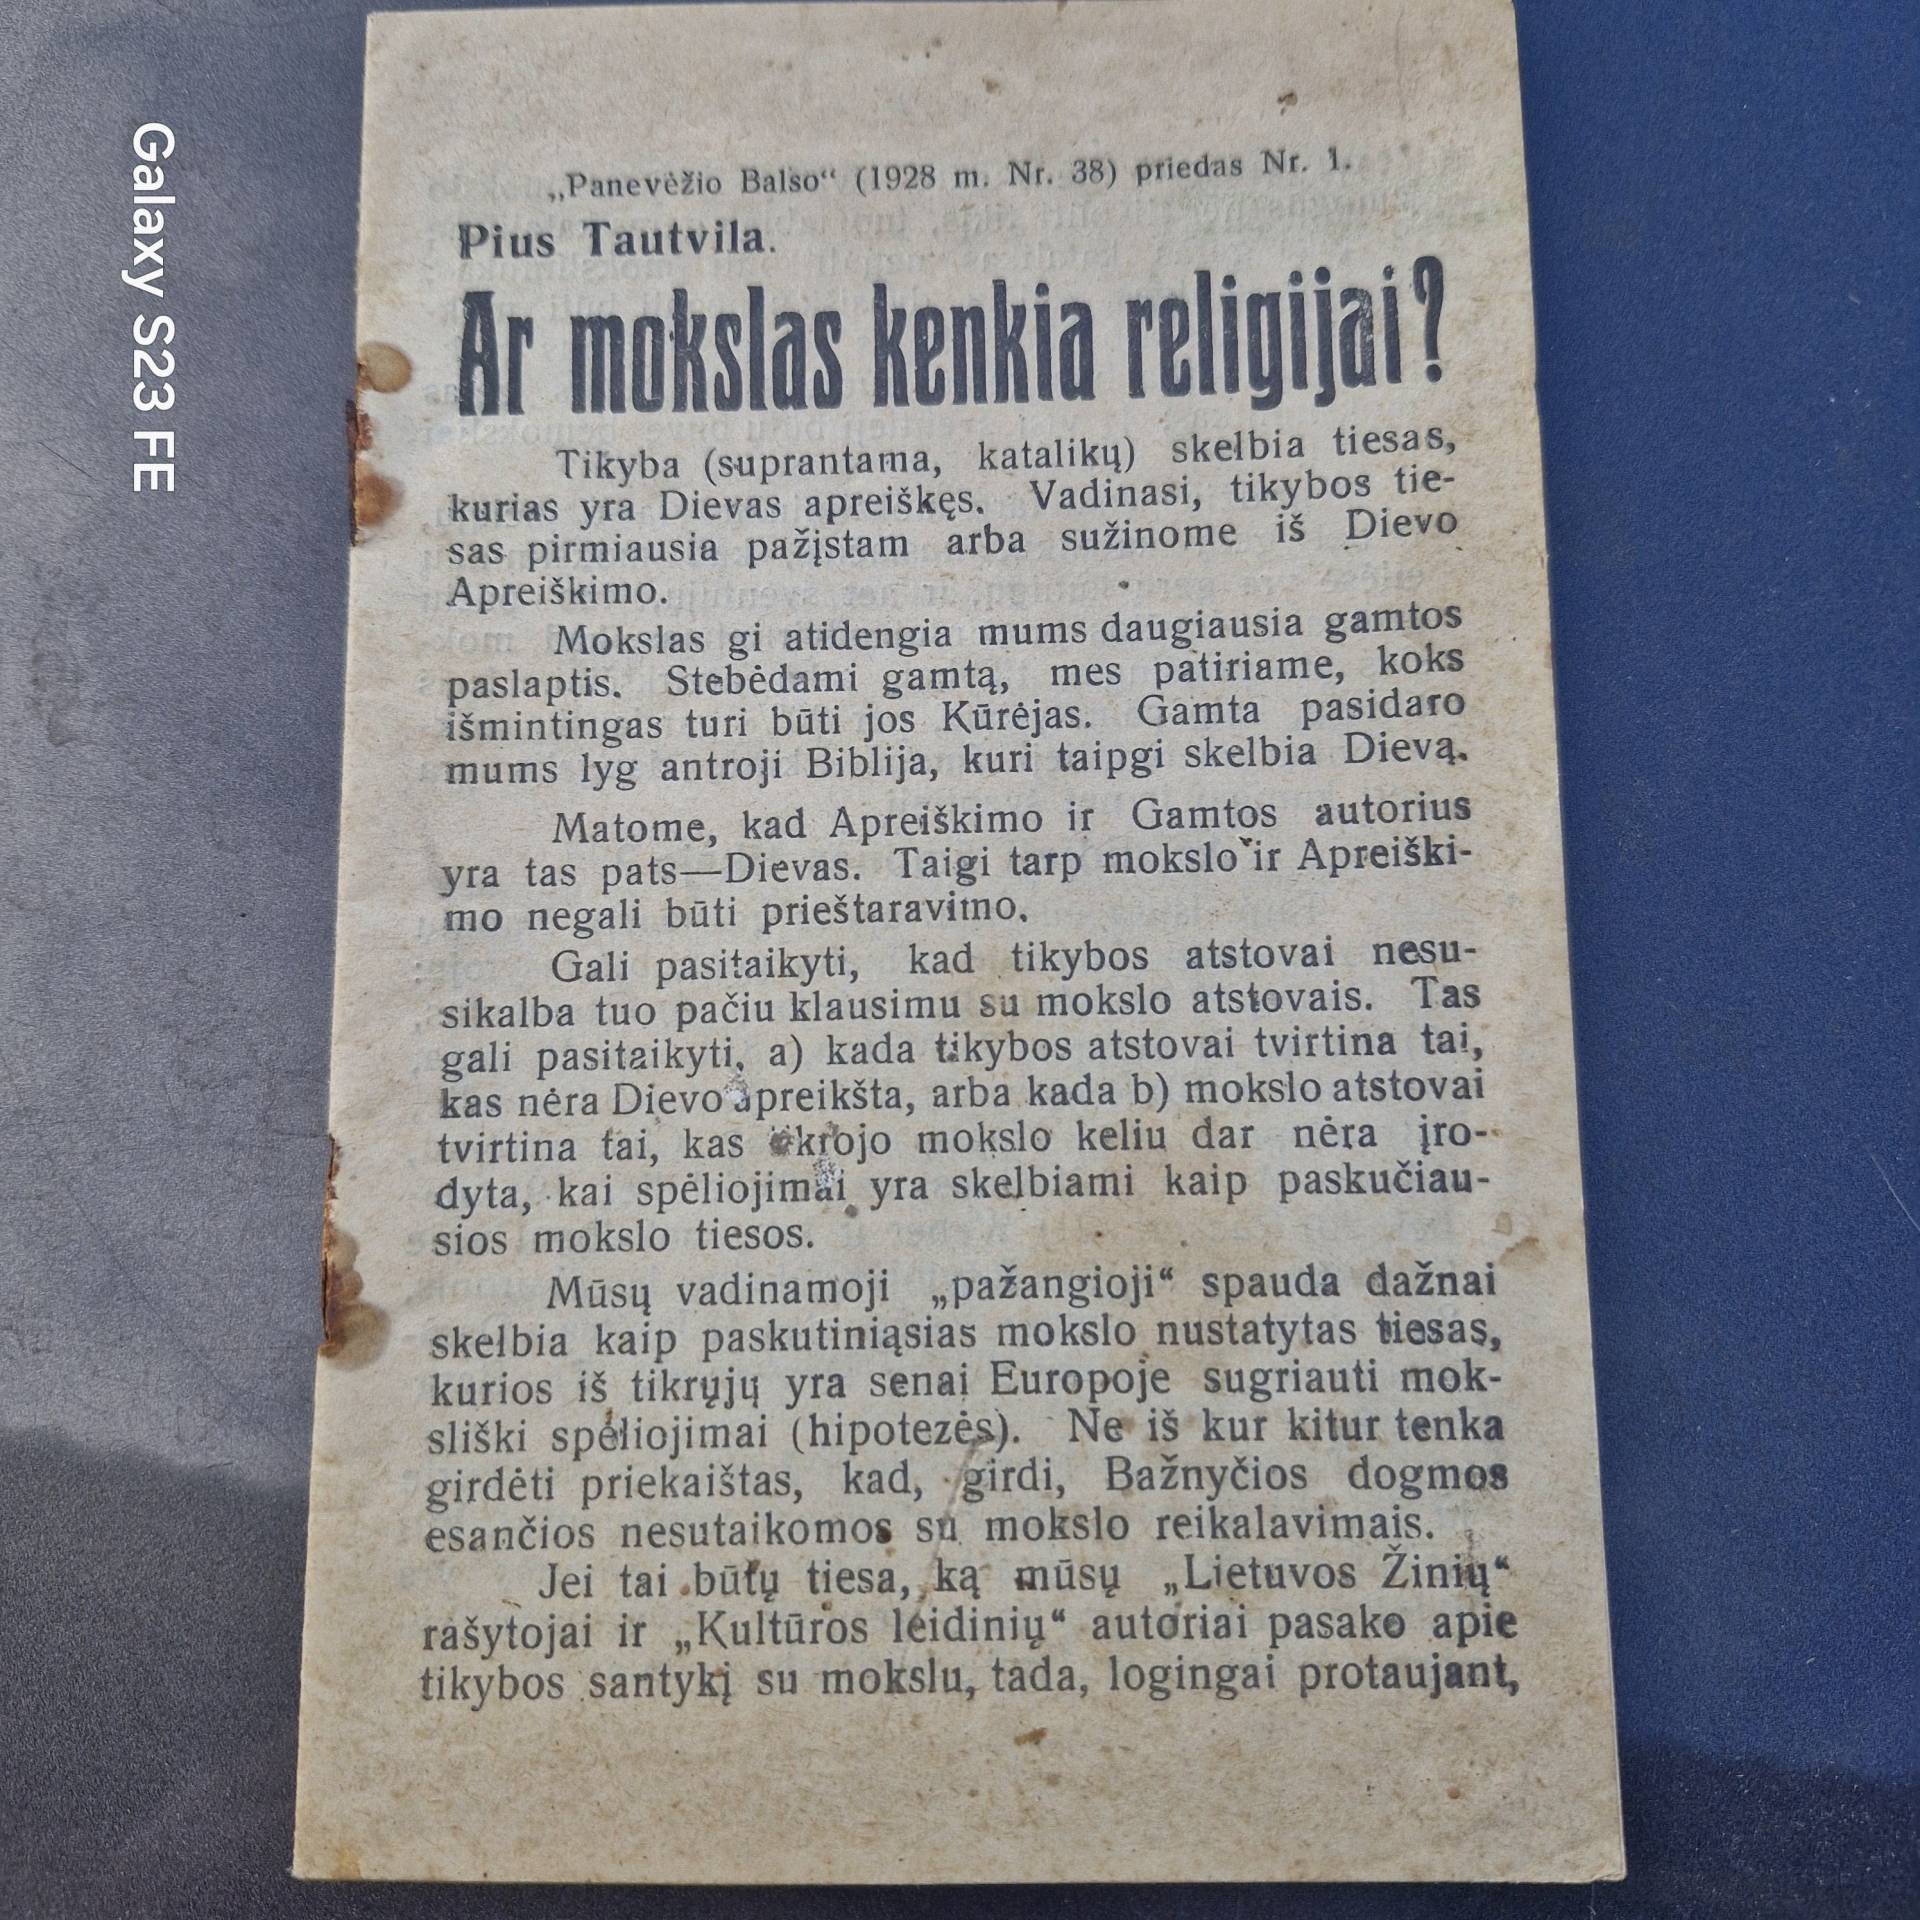 „Panevėžio Balso“ (1928 m. Nr. 38) priedas Nr. 1.
Pius Tautvila.
Ar mokslas kenkia religijai?
Tikyba (suprantama, katalikų) skelbia tiesas,
kurias yra Dievas apreiškęs. Vadinasi, tikybos tie-
sas pirmiausia pažįstam arba sužinome iš Dievo
Apreiškimo.
Mokslas gi atidengia mums daugiausia gamtos
paslaptis. Stebėdami gamtą, mes patiriame, koks
išmintingas turi būti jos Kūrėjas. Gamta pasidaro
mums lyg antroji Biblija, kuri taipgi skelbia Dievą.
Matome, kad Apreiškimo ir Gamtos autorius
yra tas pats—Dievas. Taigi tarp mokslo ir Apreiški-
mo negali būti prieštaravimo.
Gali pasitaikyti, kad tikybos atstovai nesu-
sikalba tuo pačiu klausimu su mokslo atstovais. Tas
gali pasitaikyti, a) kada tikybos atstovai tvirtina tai,
kas nėra Dievo apreikšta, arba kada b) mokslo atstovai
tvirtina tai, kas mokslo keliu dar nėra įro-
dyta, kai spėliojimai yra skelbiami kaip paskučiau-
sios mokslo tiesos.
Mūsų vadinamoji „pažangioji“ spauda dažnai
skelbia kaip paskutiniąsias mokslo nustatytas tiesas,
kurios iš tikrųjų yra senai Europoje sugriauti mok-
sliški spėliojimai (hipotezės). Ne iš kur kitur tenka
girdėti priekaištas, kad, girdi, Bažnyčios dogmos
esančios nesutaikomos su mokslo reikalavimais.
Jei tai būtų tiesa, ką mūsų „Lietuvos Žinių“
rašytojai ir „Kultūros leidinių“ autoriai pasako apie
tikybos santykį su mokslu, tada, logingai protaujant,
Galaxy S23 FE